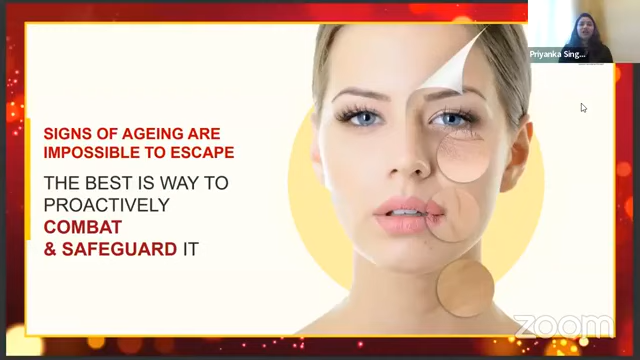 Priyanka Sing...
SIGNS OF AGEING ARE
IMPOSSIBLE TO ESCAPE
THE BEST IS WAY TO
PROACTIVELY
COMBAT
& SAFEGUARD IT
zoom